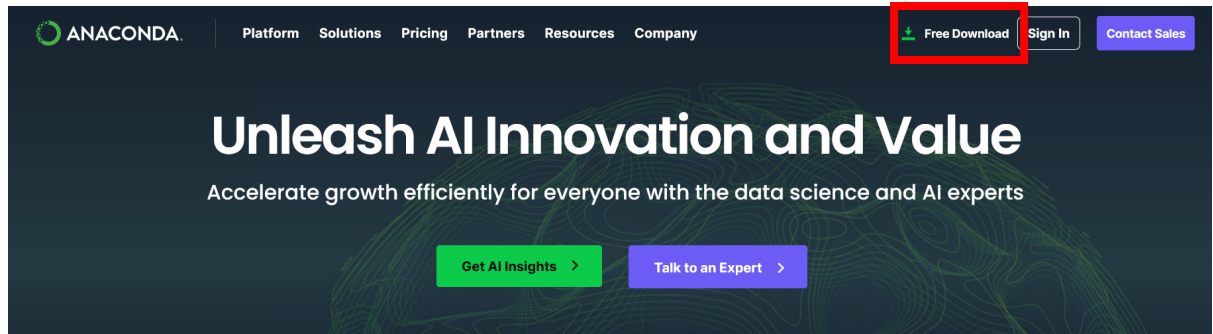 ANACONDA. Platform Solutions Pricing Partners Resources Company Free Download Sign In Contact Sales
Unleash AI Innovation and Value
Accelerate growth efficiently for everyone with the data science and AI experts
Get AI Insights > Talk to an Expert >